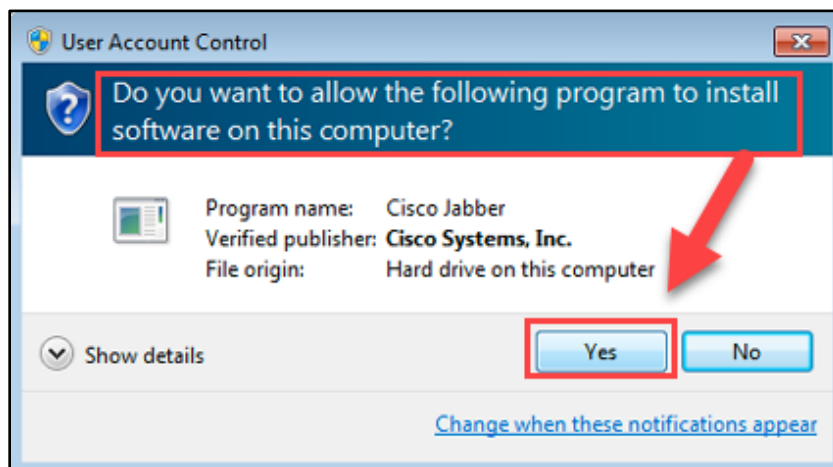 User Account Control
Do you want to allow the following program to install
software on this computer?
Program name: Cisco Jabber
Verified publisher: Cisco Systems, Inc.
File origin: Hard drive on this computer
Show details
Yes
No
Change when these notifications appear